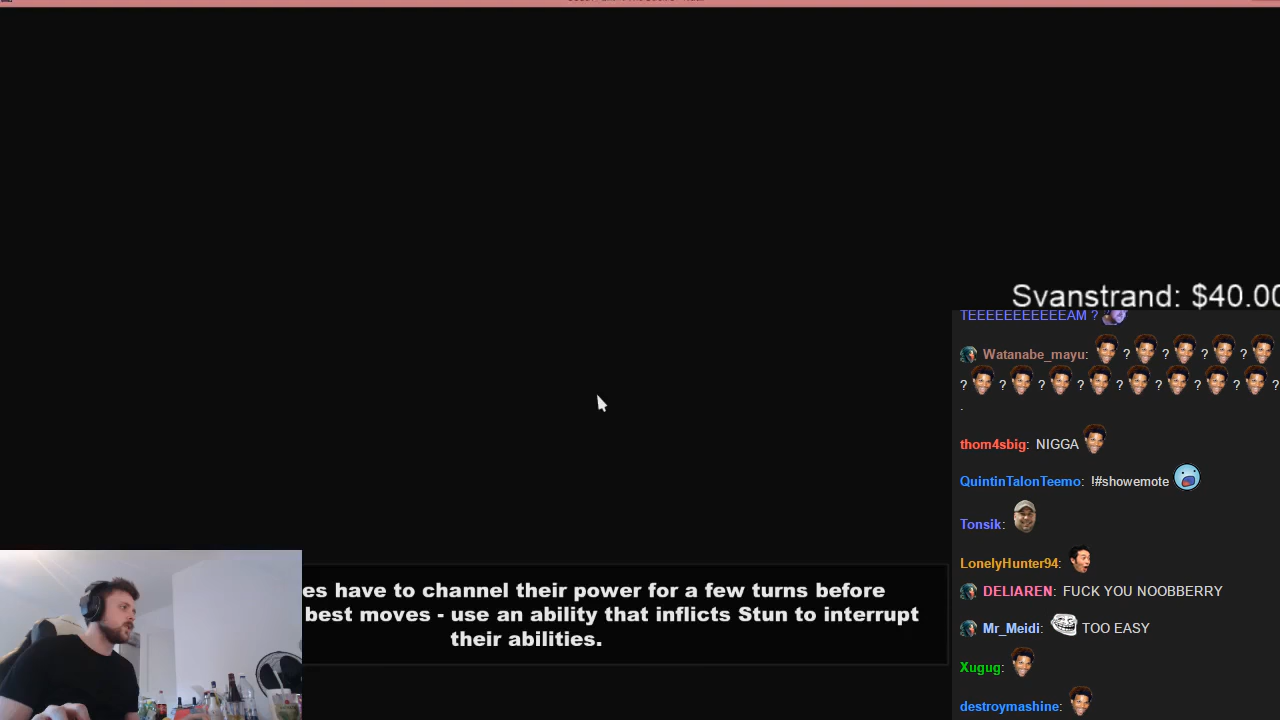 Svanstrand: $40.00
TEEEEEEEEEEEAM ?
Watanabe_mayu: ? ? ? ?
? ? ? ? ? ? ? ?
.
thom4sbig: NIGGA
QuintinTalonTeemo: !#showemote
Tonsik:
LonelyHunter94:
DELIAREN: FUCK YOU NOOBBERRY
Mr_Meidi: TOO EASY
Xugug:
destroymashine:
es have to channel their power for a few turns before
best moves - use an ability that inflicts Stun to interrupt
their abilities.